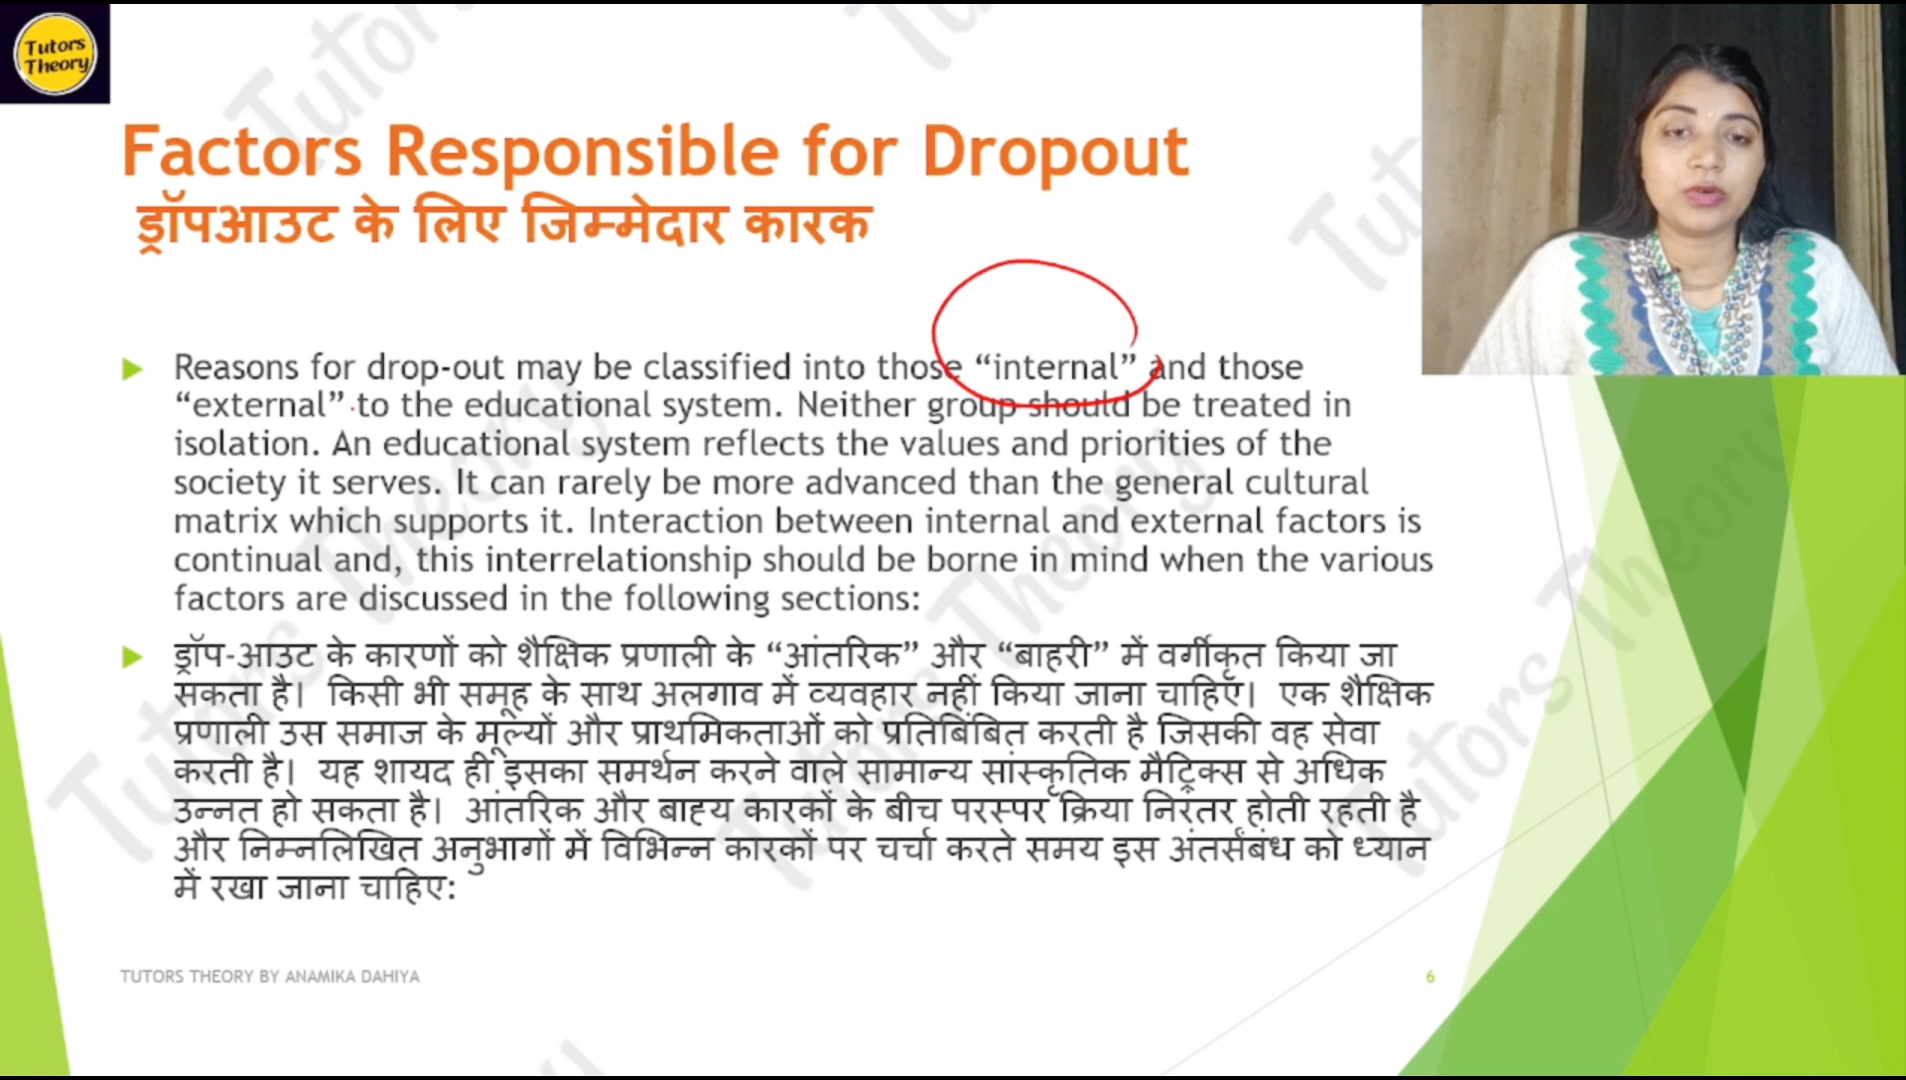 Tutors
Theory
Factors Responsible for Dropout
ड्रॉपआउट के लिए जिम्मेदार कारक
Reasons for drop-out may be classified into those “internal” and those
“external” to the educational system. Neither group should be treated in
isolation. An educational system reflects the values and priorities of the
society it serves. It can rarely be more advanced than the general cultural
matrix which supports it. Interaction between internal and external factors is
continual and, this interrelationship should be borne in mind when the various
factors are discussed in the following sections:
ड्रॉप-आउट के कारणों को शैक्षिक प्रणाली के “आंतरिक” और “बाहरी” में वर्गीकृत किया जा
सकता है। किसी भी समूह के साथ अलगाव में व्यवहार नहीं किया जाना चाहिए। एक शैक्षिक
प्रणाली उस समाज के मूल्यों और प्राथमिकताओं को प्रतिबिंबित करती है जिसकी वह सेवा
करती है। यह शायद ही इसका समर्थन करने वाले सामान्य सांस्कृतिक मैट्रिक्स से अधिक
उन्नत हो सकता है। आंतरिक और बाह्य कारकों के बीच परस्पर क्रिया निरंतर होती रहती है
और निम्नलिखित अनुभागों में विभिन्न कारकों पर चर्चा करते समय इस अंतर्संबंध को ध्यान
में रखा जाना चाहिए:
TUTORS THEORY BY ANAMIKA DAHIYA
6